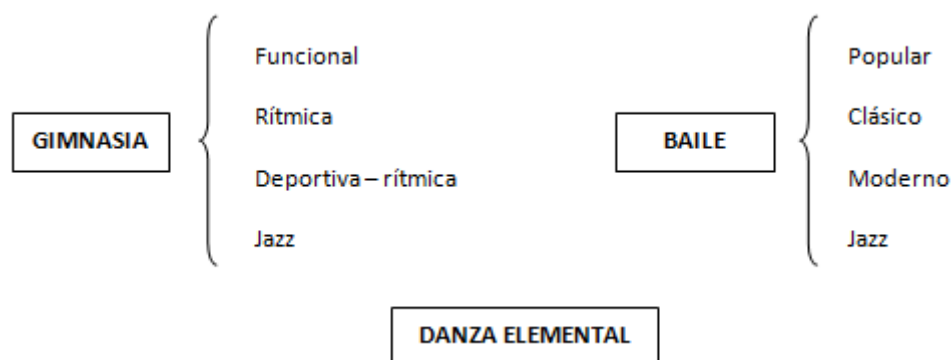 GIMNASIA
Funcional
Rítmica
Deportiva – rítmica
Jazz
BAILE
Popular
Clásico
Moderno
Jazz
DANZA ELEMENTAL